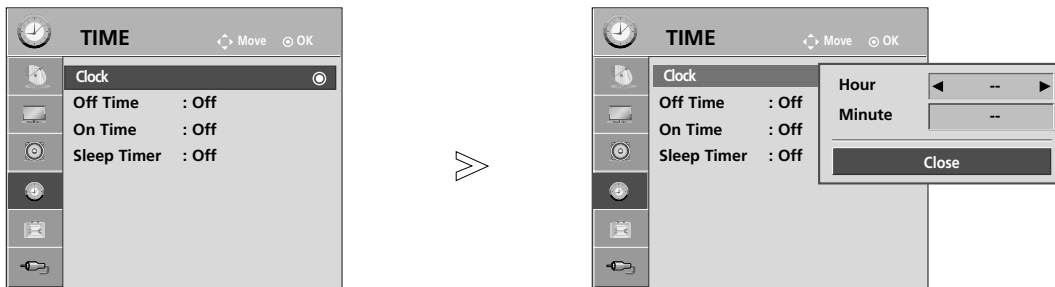 TIME
Move OK
Clock
Off Time : Off
On Time : Off
Sleep Timer : Off
TIME
Move OK
Clock
Off Time : Off
On Time : Off
Sleep Timer : Off
Hour ◀ -- ▶
Minute --
Close